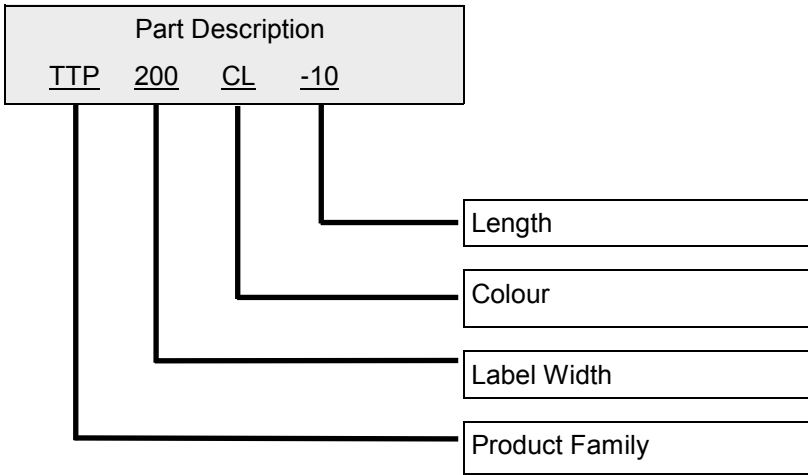 Part Description
TTP 200 CL -10
Length
Colour
Label Width
Product Family